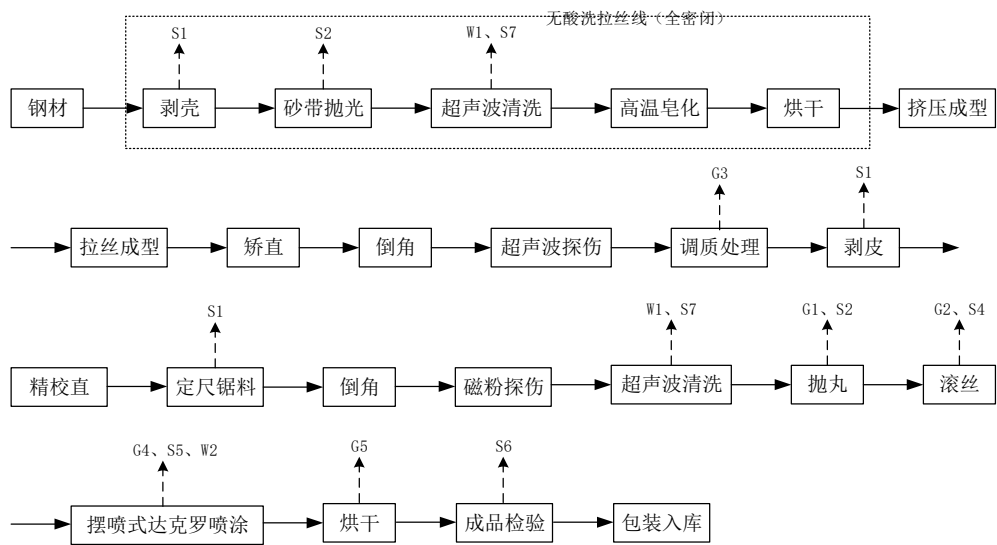 无酸洗拉丝线（全密闭）
S1 S2 W1、S7
钢材 剥壳 砂带抛光 超声波清洗 高温皂化 烘干 挤压成型
G3 S1
拉丝成型 矫直 倒角 超声波探伤 调质处理 剥皮
S1 W1、S7 G1、S2 G2、S4
精校直 定尺锯料 倒角 磁粉探伤 超声波清洗 抛丸 滚丝
G4、S5、W2 G5 S6
摆喷式达克罗喷涂 烘干 成品检验 包装入库